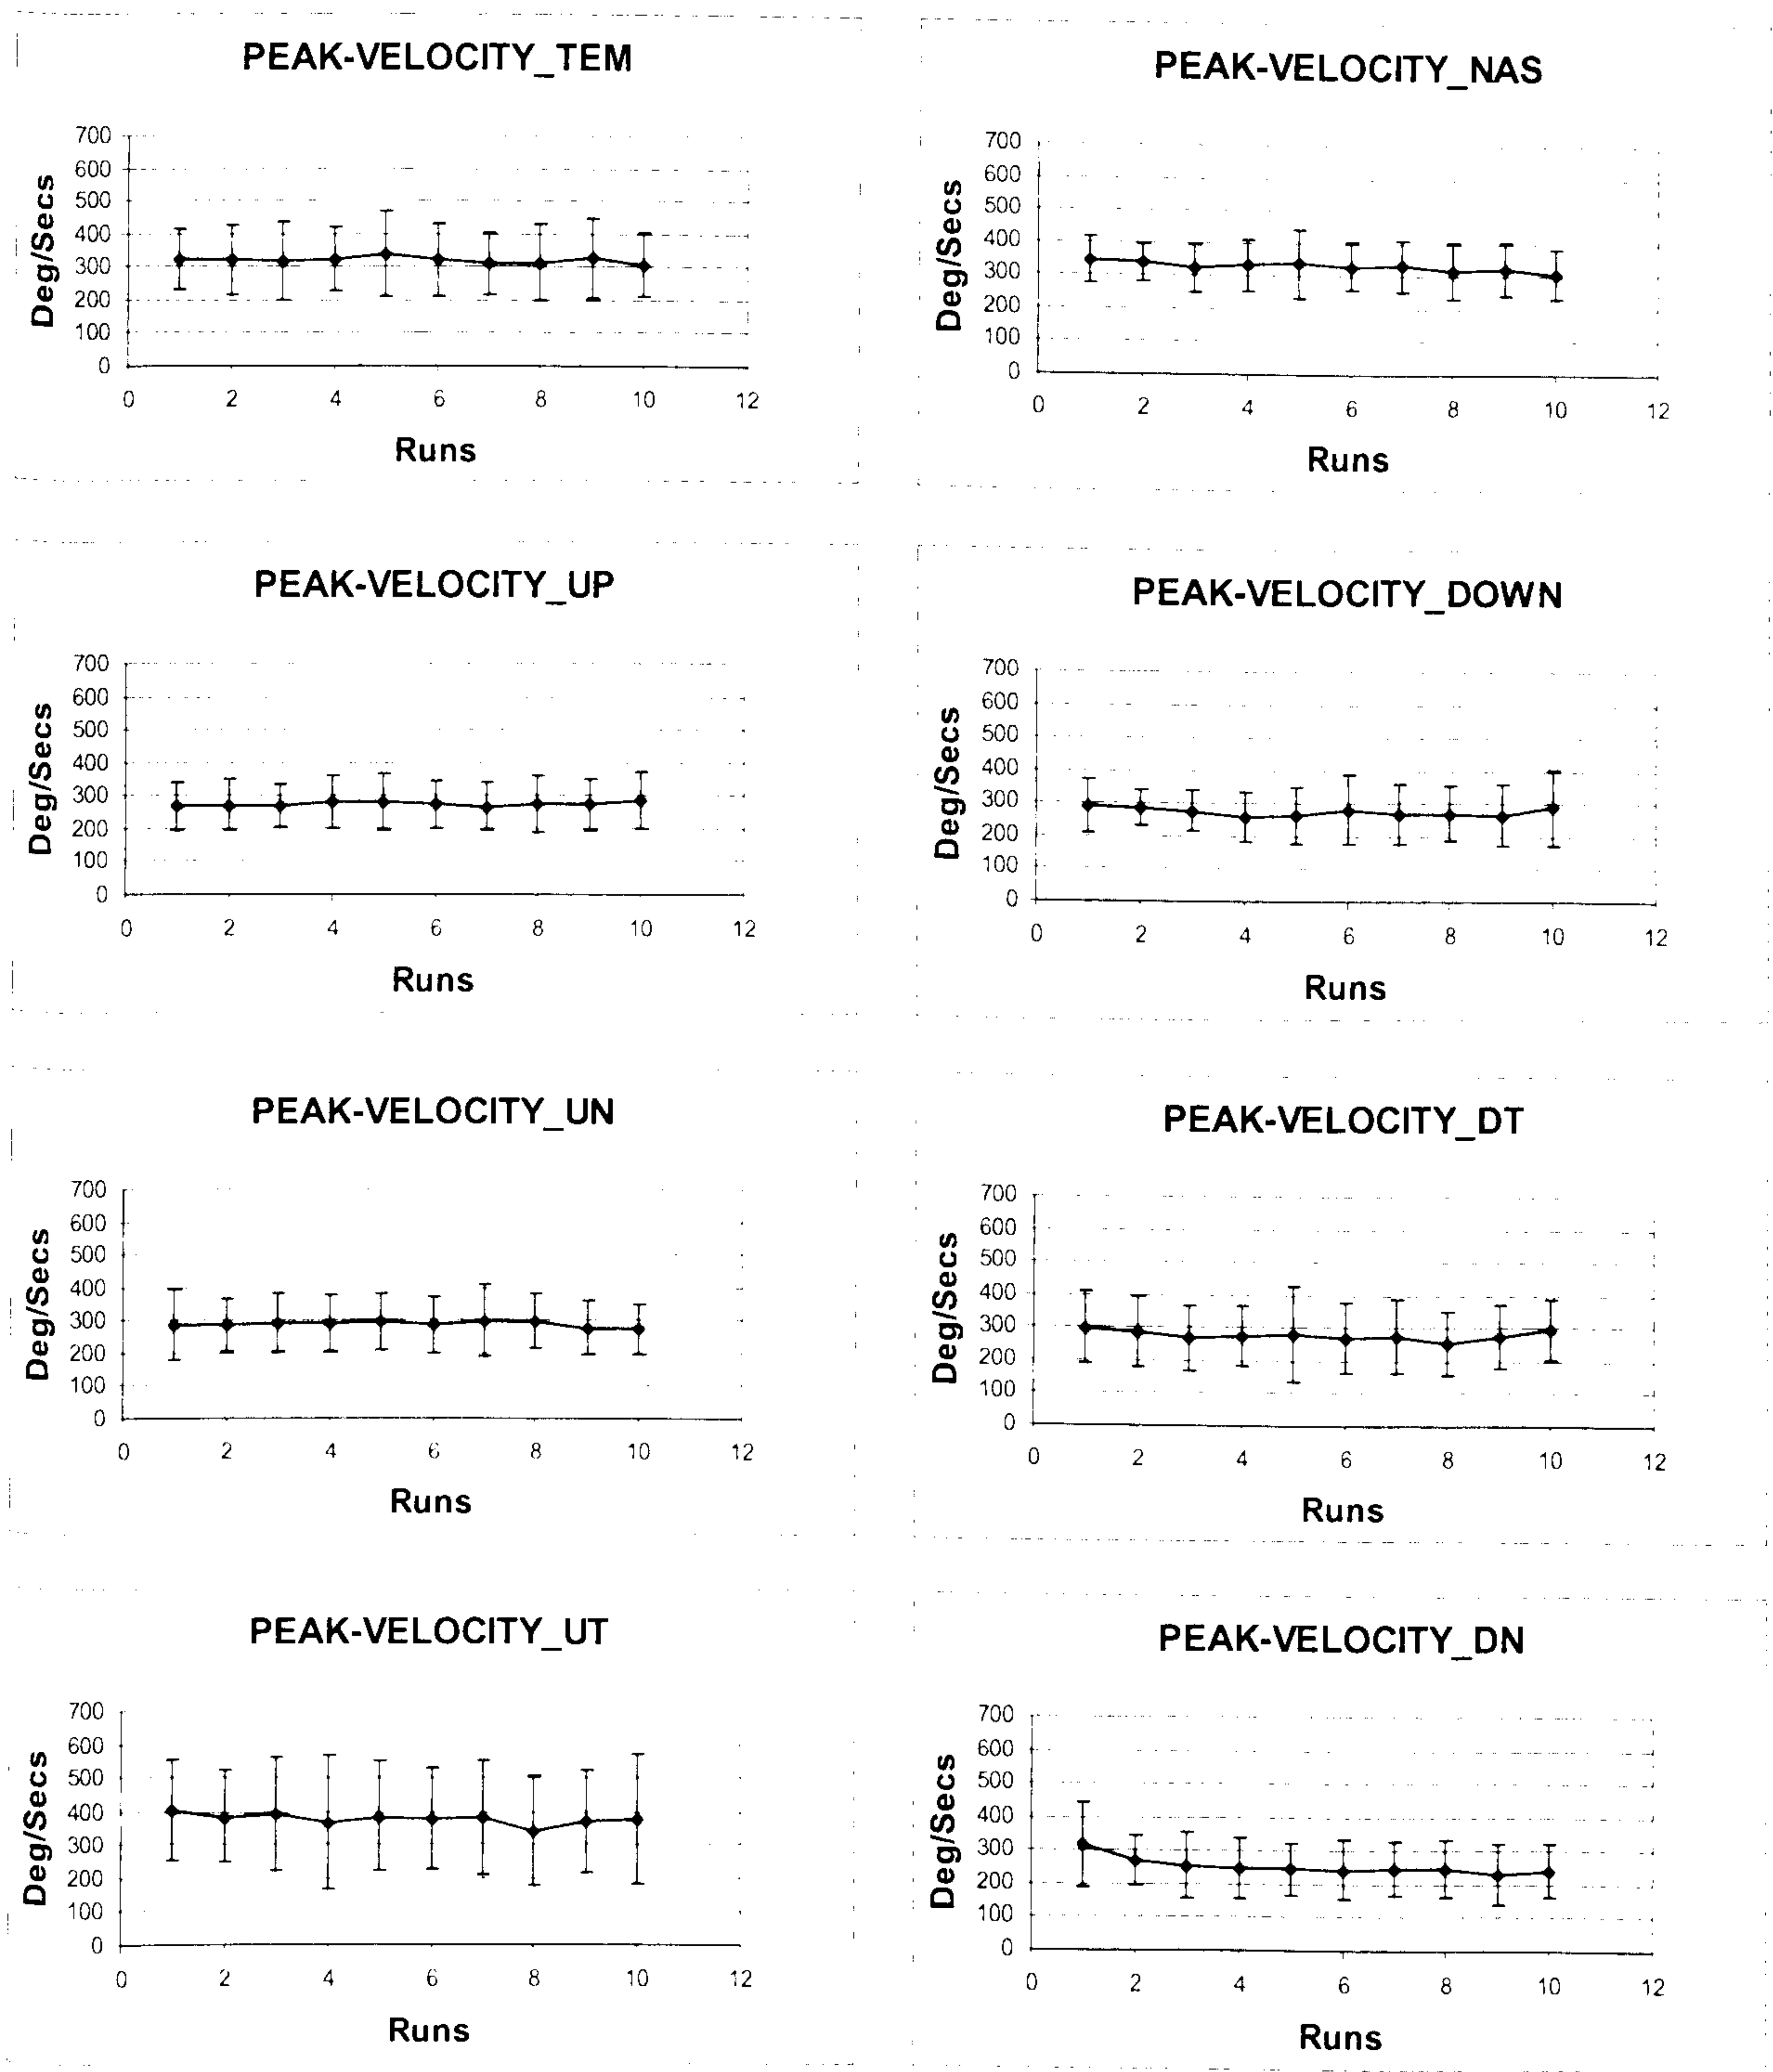 PEAK-VELOCITY_TEM
700
600
500
400
300
200
100
0
Deg/Secs
0 2 4 6 8 10 12
Runs
PEAK-VELOCITY_NAS
700
600
500
400
300
200
100
0
Deg/Secs
0 2 4 6 8 10 12
Runs
PEAK-VELOCITY_UP
700
600
500
400
300
200
100
0
Deg/Secs
0 2 4 6 8 10 12
Runs
PEAK-VELOCITY_DOWN
700
600
500
400
300
200
100
0
Deg/Secs
0 2 4 6 8 10 12
Runs
PEAK-VELOCITY_UN
700
600
500
400
300
200
100
0
Deg/Secs
0 2 4 6 8 10 12
Runs
PEAK-VELOCITY_DT
700
600
500
400
300
200
100
0
Deg/Secs
0 2 4 6 8 10 12
Runs
PEAK-VELOCITY_UT
700
600
500
400
300
200
100
0
Deg/Secs
0 2 4 6 8 10 12
Runs
PEAK-VELOCITY_DN
700
600
500
400
300
200
100
0
Deg/Secs
0 2 4 6 8 10 12
Runs